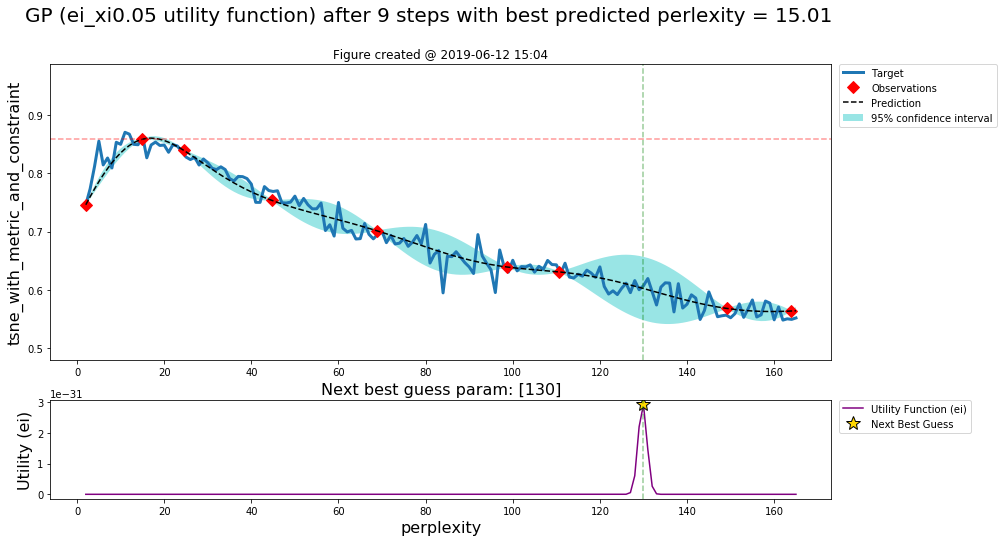 GP (ei_xi0.05 utility function) after 9 steps with best predicted perlexity = 15.01
Figure created @ 2019-06-12 15:04
tsne_with_metric_and_constraint
0.9
0.8
0.7
0.6
0.5
0 20 40 60 80 100 120 140 160
Target
Observations
Prediction
95% confidence interval
Next best guess param: [130]
1e−31
Utility (ei)
3
2
1
0
0 20 40 60 80 100 120 140 160
perplexity
Utility Function (ei)
Next Best Guess